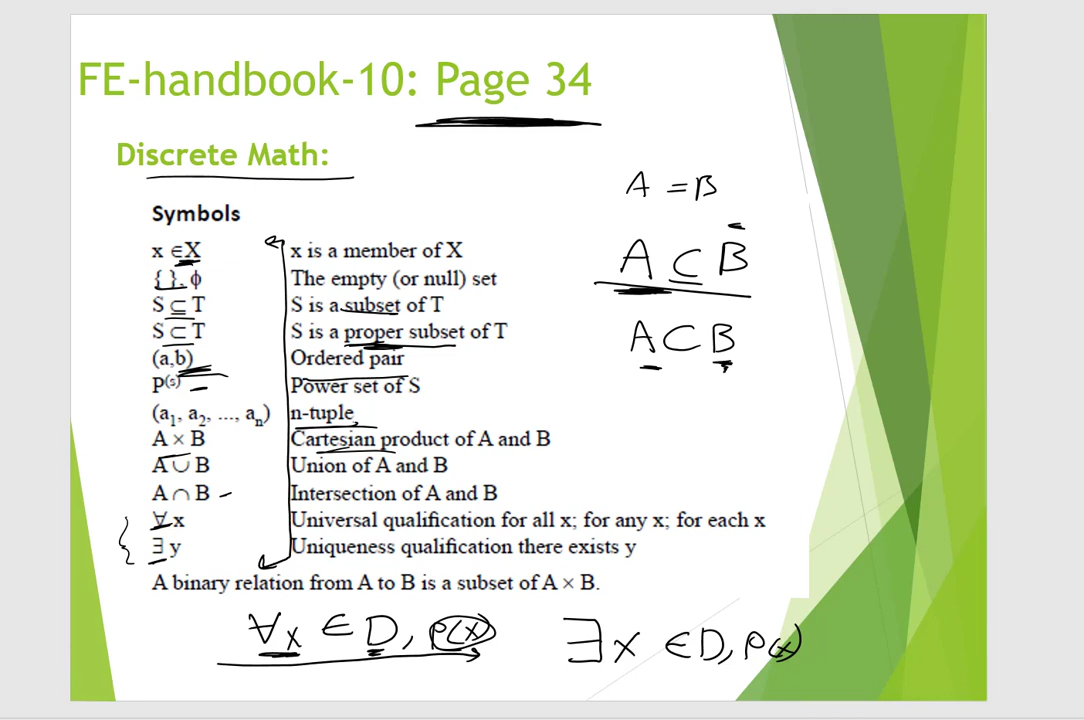 FE-handbook-10: Page 34
Discrete Math:
Symbols
x ∈ X x is a member of X
{ }, ϕ The empty (or null) set
S ⊆ T S is a subset of T
S ⊂ T S is a proper subset of T
(a,b) Ordered pair
P(s) Power set of S
(a₁, a₂, ..., aₙ) n-tuple
A × B Cartesian product of A and B
A ∪ B Union of A and B
A ∩ B Intersection of A and B
∀ x Universal qualification for all x; for any x; for each x
∃ y Uniqueness qualification there exists y
A binary relation from A to B is a subset of A × B.
A = B
A ⊂ B
A ⊂ B
∀x ∈ D, P(x)
∃x ∈ D, P(x)